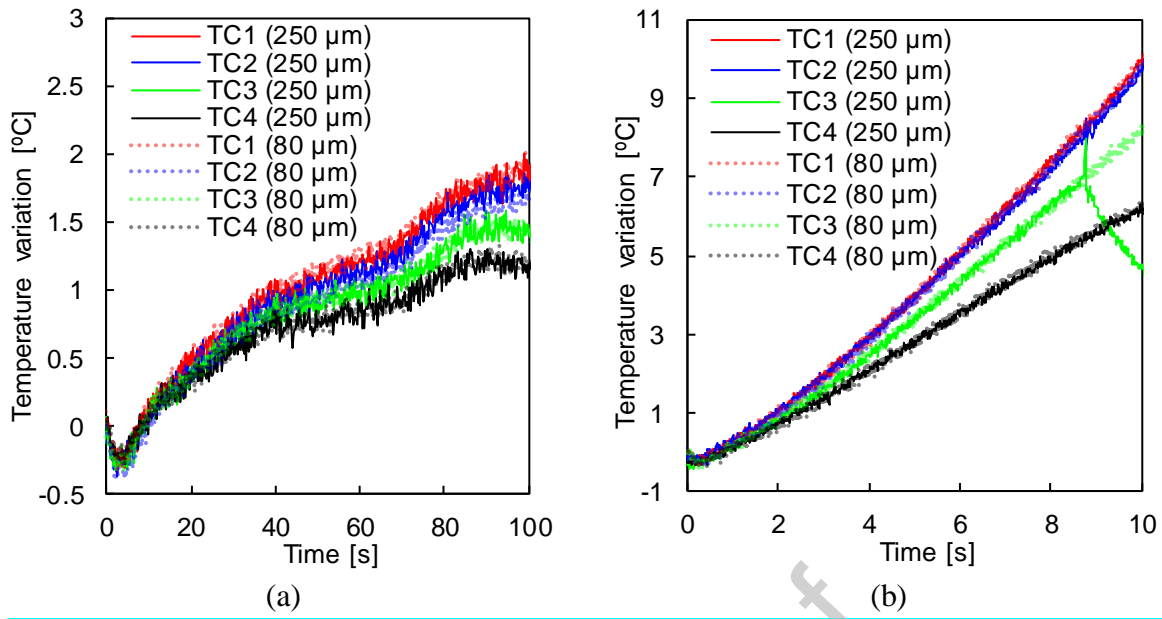 3
2.5
2
1.5
1
0.5
0
-0.5
Temperature variation [ºC]
TC1 (250 µm)
TC2 (250 µm)
TC3 (250 µm)
TC4 (250 µm)
TC1 (80 µm)
TC2 (80 µm)
TC3 (80 µm)
TC4 (80 µm)
0 20 40 60 80 100
Time [s]
(a)
11
9
7
5
3
1
-1
Temperature variation [ºC]
TC1 (250 µm)
TC2 (250 µm)
TC3 (250 µm)
TC4 (250 µm)
TC1 (80 µm)
TC2 (80 µm)
TC3 (80 µm)
TC4 (80 µm)
0 2 4 6 8 10
Time [s]
(b)
f